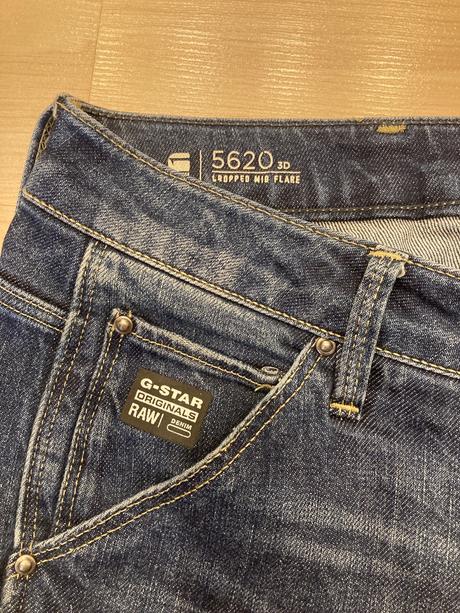 5620 3D
CROPPED MID FLARE
G-STAR
ORIGINALS
RAW
DENIM